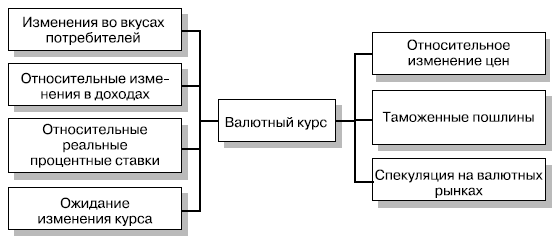 Изменения во вкусах
потребителей
Относительные изме-
нения в доходах
Относительные
реальные
процентные ставки
Ожидание
изменения курса
Валютный курс
Относительное
изменение цен
Таможенные пошлины
Спекуляция на валютных
рынках